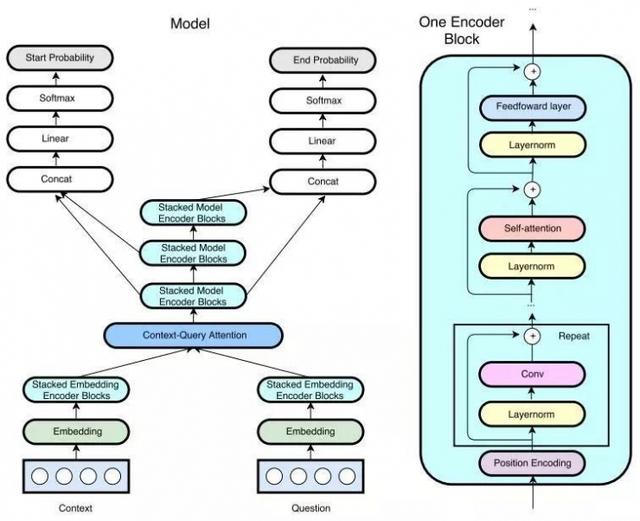 Model
Start Probability
Softmax
Linear
Concat
End Probability
Softmax
Linear
Concat
Stacked Model
Encoder Blocks
Stacked Model
Encoder Blocks
Stacked Model
Encoder Blocks
Context-Query Attention
Stacked Embedding
Encoder Blocks
Stacked Embedding
Encoder Blocks
Embedding
Embedding
Context
Question
One Encoder
Block
...
+
Feedfoward layer
Layernorm
+
Self-attention
Layernorm
...
+
Repeat
Conv
Layernorm
Position Encoding